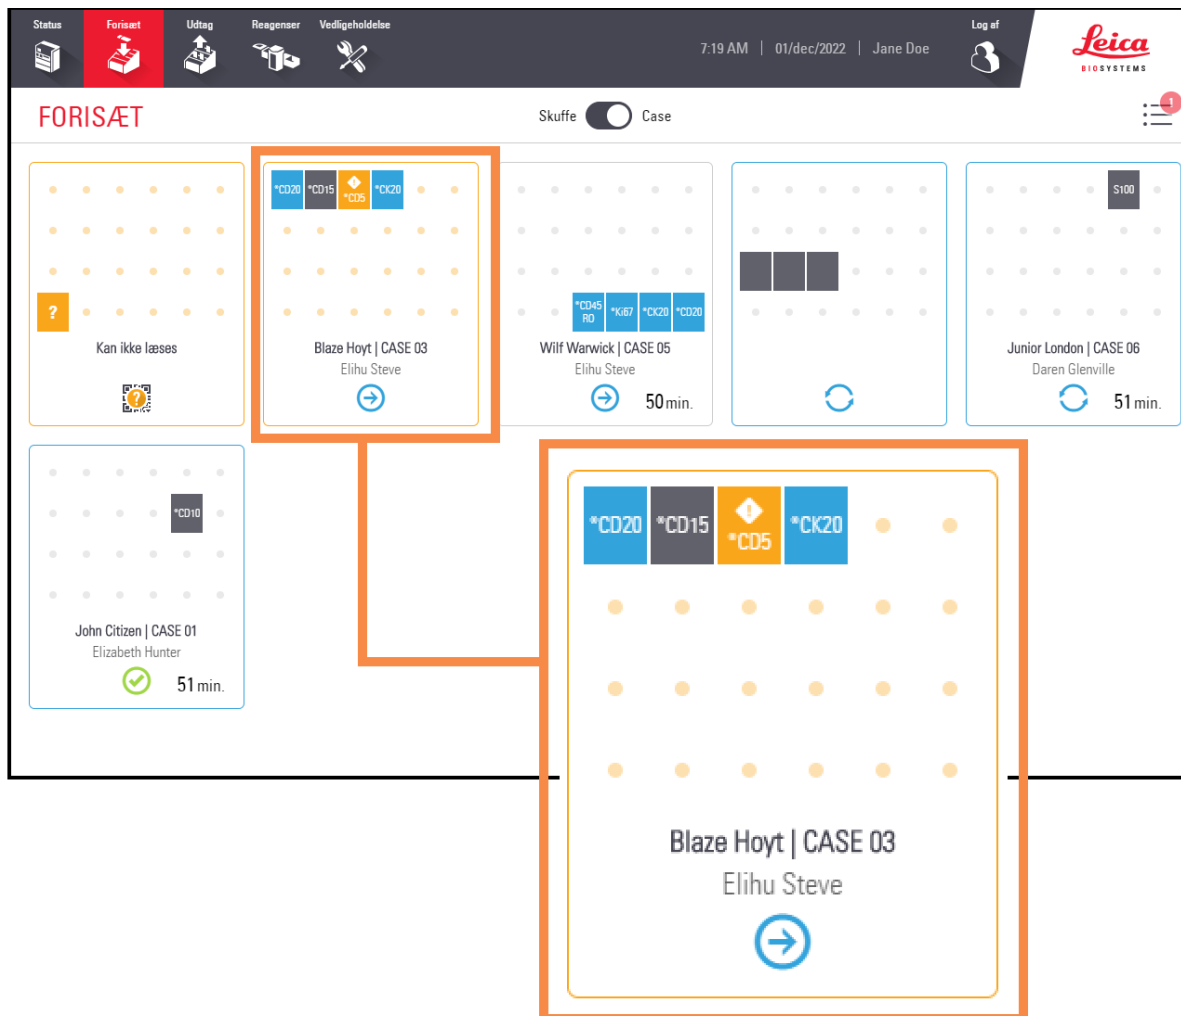 Status
Forisæt
Udtag
Reagenser
Vedligeholdelse
7:19 AM | 01/dec/2022 | Jane Doe
Log af
Leica
BIOSYSTEMS
FORISÆT
Skuffe
Case
1
?
Kan ikke læses
?
*CD20 *CD15 *CD5 *CK20
!
Blaze Hoyt | CASE 03
Elihu Steve
*CD45
RO
*Ki67 *CK20 *CD20
Wilf Warwick | CASE 05
Elihu Steve
50 min.
S100
Junior London | CASE 06
Daren Glenville
51 min.
*CD10
John Citizen | CASE 01
Elizabeth Hunter
51 min.
*CD20 *CD15 *CD5 *CK20
!
Blaze Hoyt | CASE 03
Elihu Steve